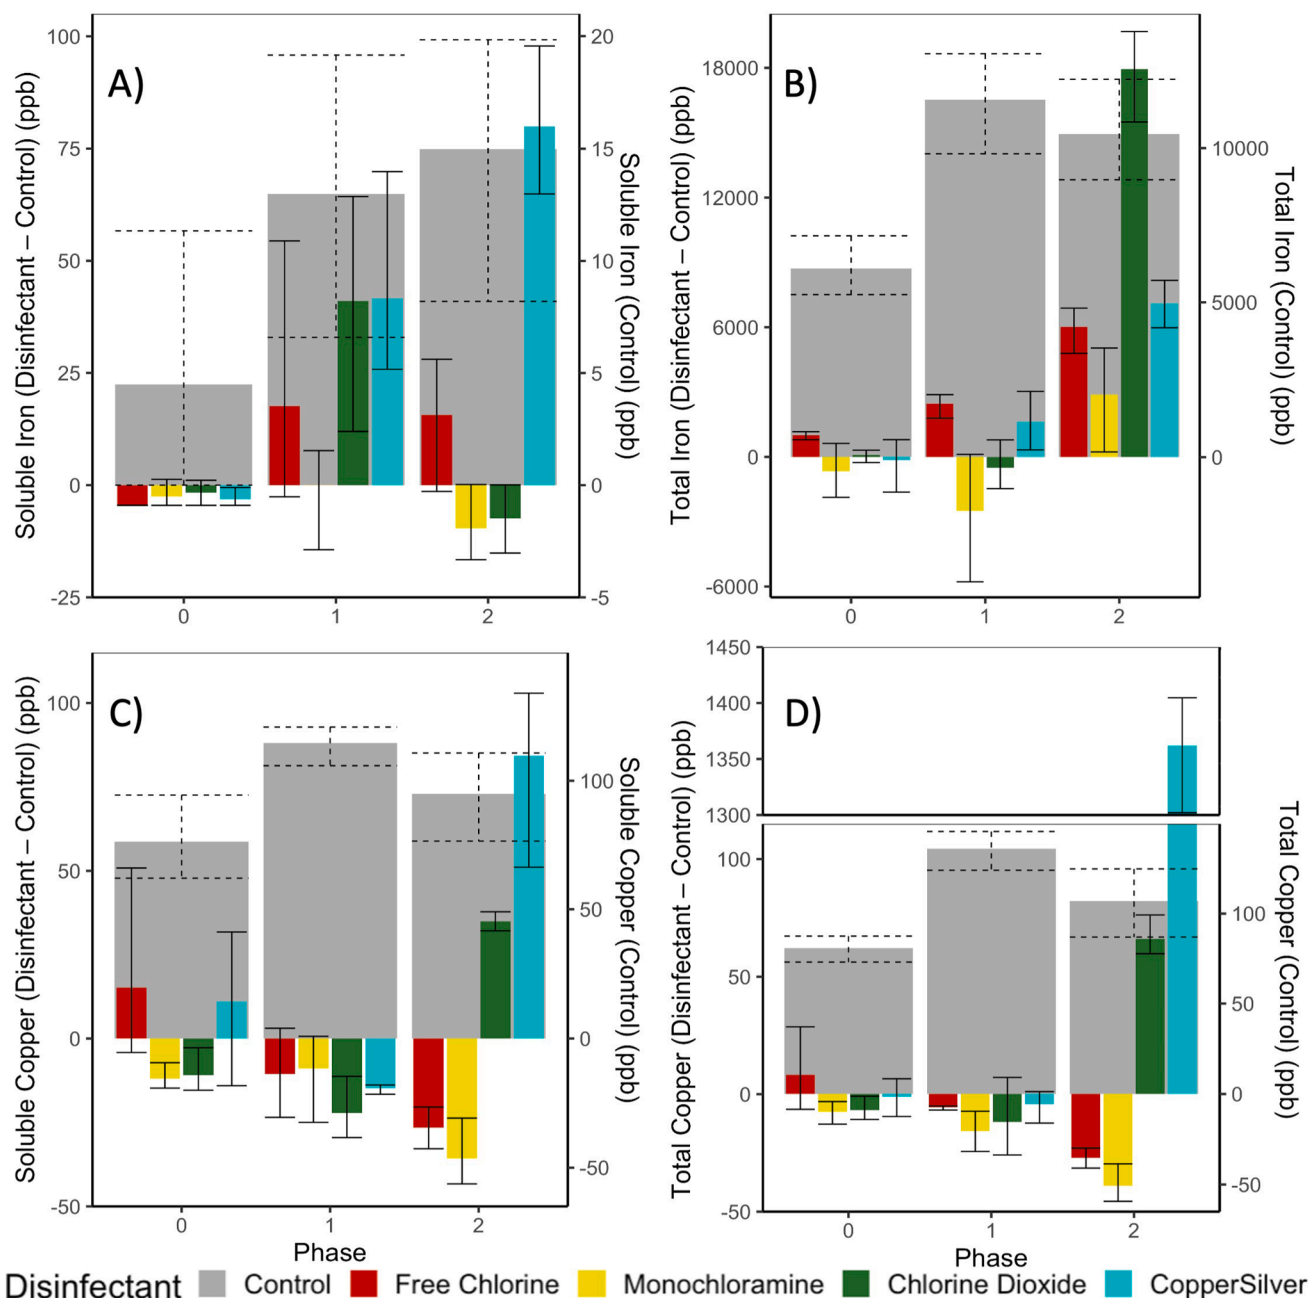 A)
Soluble Iron (Disinfectant – Control) (ppb)
100
75
50
25
0
-25
20
15
10
5
0
-5
Soluble Iron (Control) (ppb)
0 1 2
B)
Total Iron (Disinfectant – Control) (ppb)
18000
12000
6000
0
-6000
10000
5000
0
Total Iron (Control) (ppb)
0 1 2
C)
Soluble Copper (Disinfectant – Control) (ppb)
100
50
0
-50
100
50
0
-50
Soluble Copper (Control) (ppb)
0 1 2
Phase
D)
Total Copper (Disinfectant – Control) (ppb)
1450
1400
1350
1300
100
50
0
-50
100
50
0
-50
Total Copper (Control) (ppb)
0 1 2
Phase
Disinfectant Control Free Chlorine Monochloramine Chlorine Dioxide CopperSilver